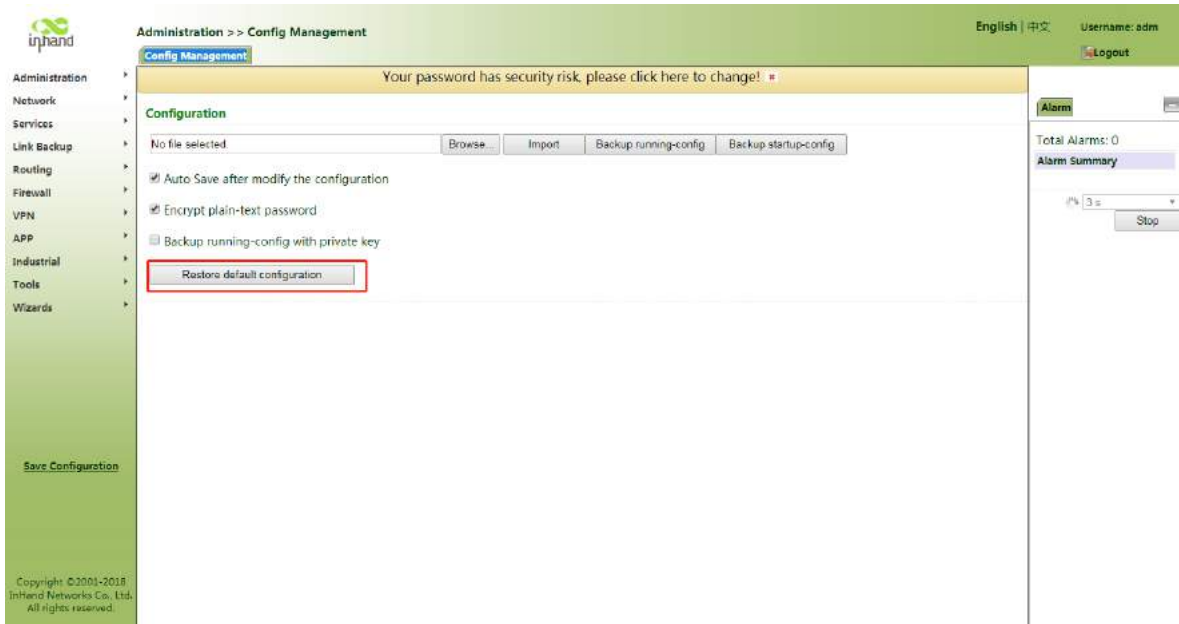 inhand
Administration >> Config Management
English | 中文
Username: adm
Config Management
Logout
Your password has security risk, please click here to change!
Administration
Network
Services
Link Backup
Routing
Firewall
VPN
APP
Industrial
Tools
Wizards
Save Configuration
Copyright ©2001-2018
InHand Networks Co., Ltd.
All rights reserved.
Configuration
No file selected.
Browse...
Import
Backup running-config
Backup startup-config
Auto Save after modify the configuration
Encrypt plain-text password
Backup running-config with private key
Restore default configuration
Alarm
Total Alarms: 0
Alarm Summary
3 s
Stop